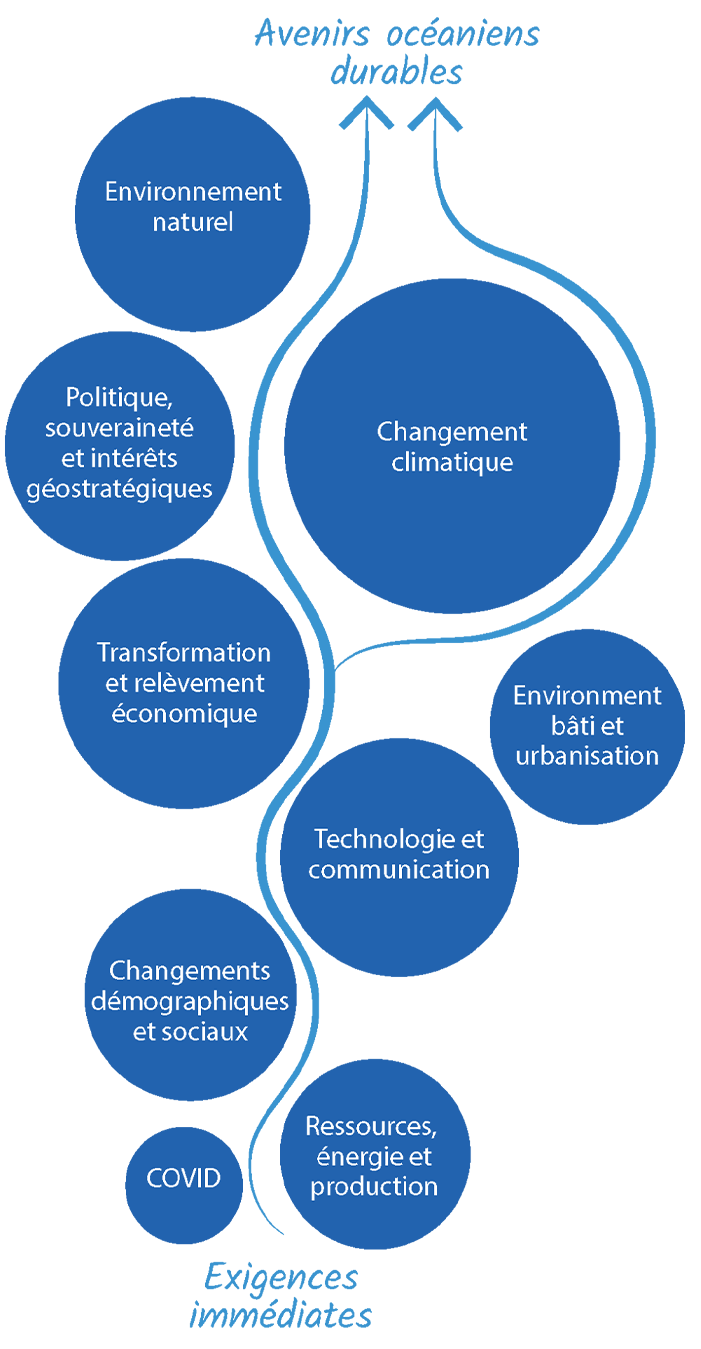 Avenirs océaniens
durables
Environnement
naturel
Politique,
souveraineté
et intérêts
géostratégiques
Changement
climatique
Transformation
et relèvement
économique
Environment
bâti et
urbanisation
Technologie et
communication
Changements
démographiques
et sociaux
Ressources,
énergie et
production
COVID
Exigences
immédiates